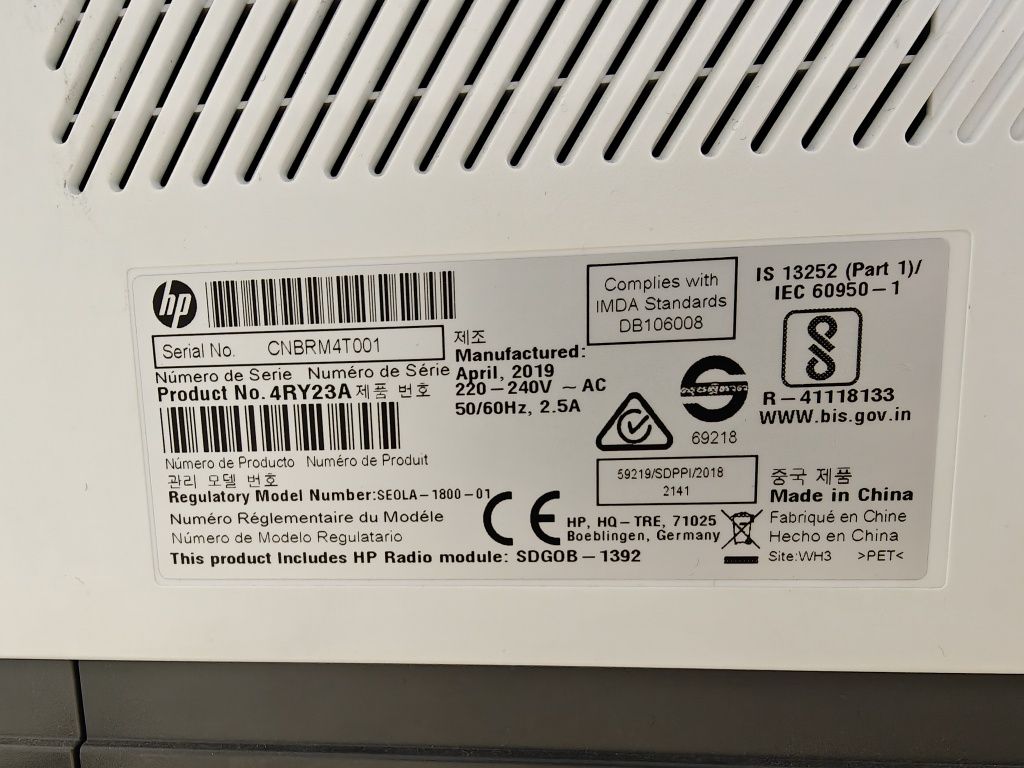 hp
Serial No. CNBRM4T001
Número de Serie Número de Série
Product No. 4RY23A 제품 번호
Número de Producto Numéro de Produit
관리 모델 번호
Regulatory Model Number:SEOLA-1800-01
Numéro Réglementaire du Modéle
Número de Modelo Regulatario
This product Includes HP Radio module: SDGOB-1392
제조
Manufactured:
April, 2019
220-240V ~ AC
50/60Hz, 2.5A
Complies with
IMDA Standards
DB106008
IS 13252 (Part 1)/
IEC 60950-1
R-41118133
WWW.bis.gov.in
69218
59219/SDPPI/2018
2141
CE
HP, HQ-TRE, 71025
Boeblingen, Germany
중국 제품
Made in China
Fabriqué en Chine
Hecho en China
Site:WH3 >PET<